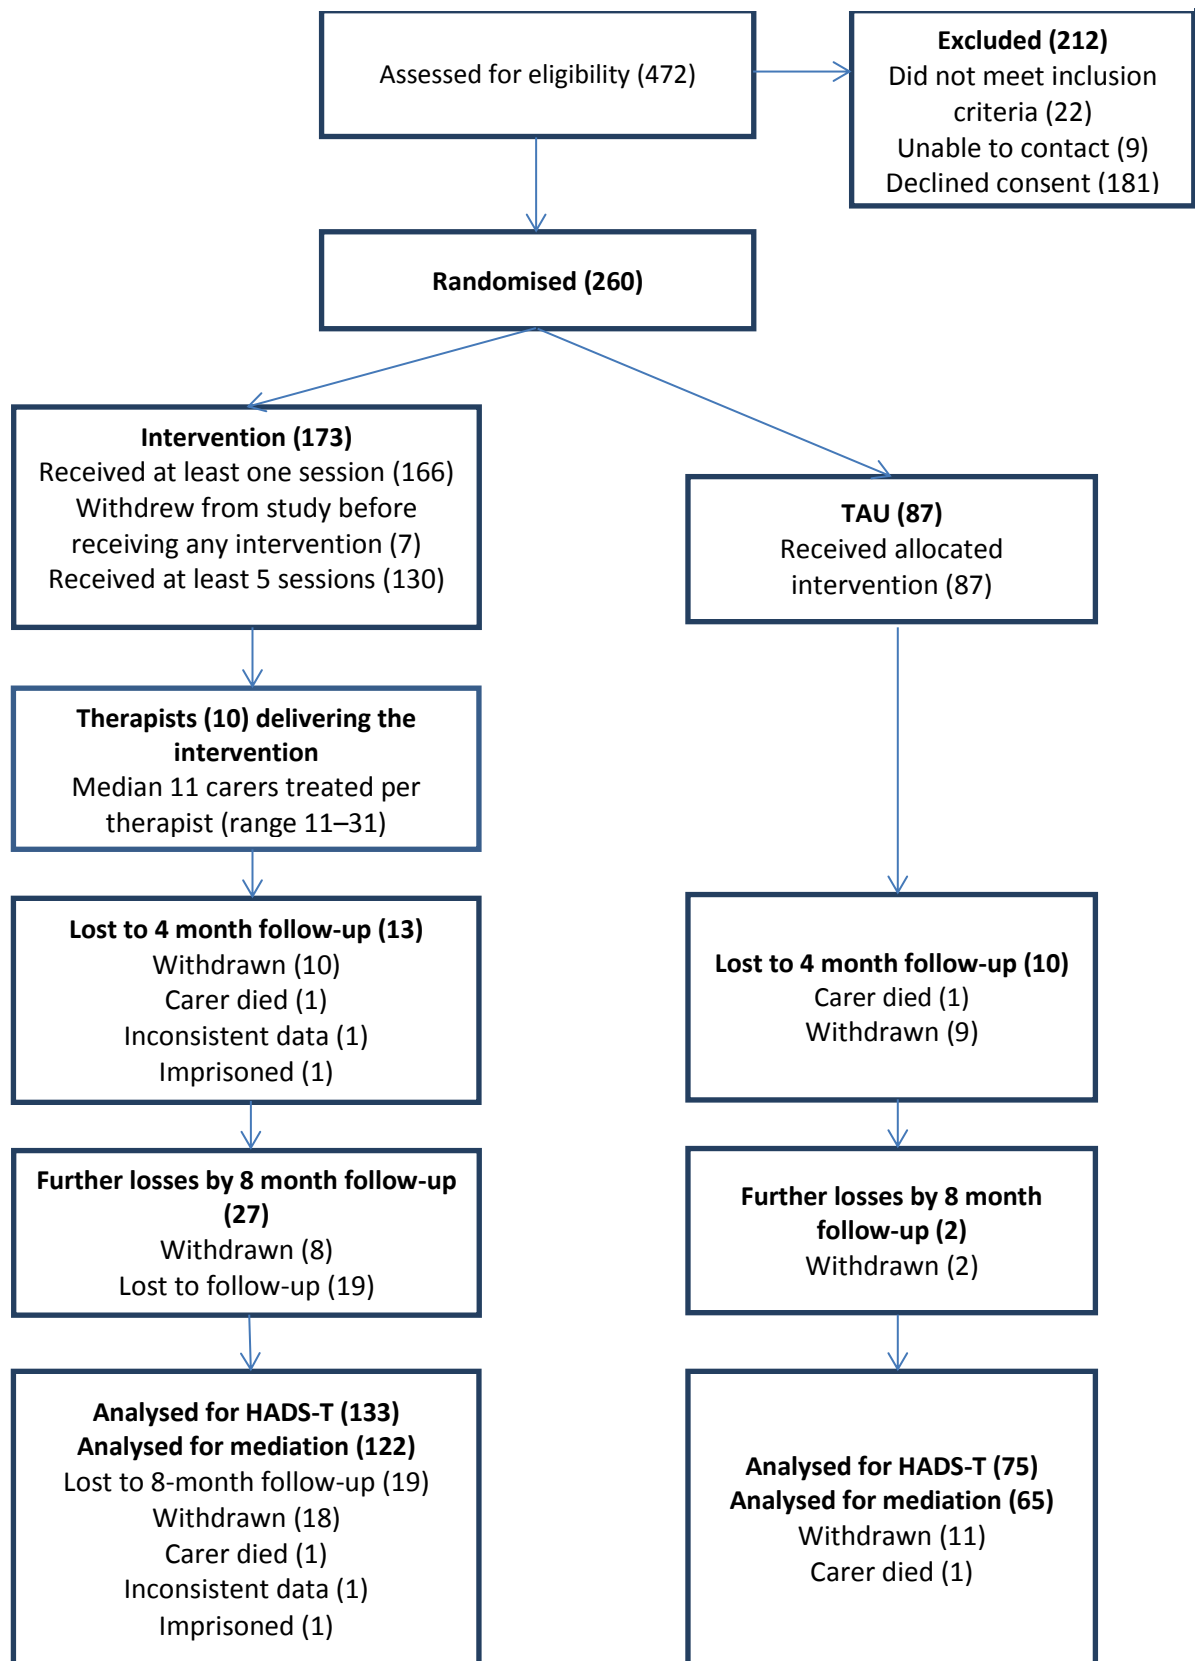 Assessed for eligibility (472)
Excluded (212)
Did not meet inclusion
criteria (22)
Unable to contact (9)
Declined consent (181)
Randomised (260)
Intervention (173)
Received at least one session (166)
Withdrew from study before
receiving any intervention (7)
Received at least 5 sessions (130)
TAU (87)
Received allocated
intervention (87)
Therapists (10) delivering the
intervention
Median 11 carers treated per
therapist (range 11–31)
Lost to 4 month follow-up (13)
Withdrawn (10)
Carer died (1)
Inconsistent data (1)
Imprisoned (1)
Lost to 4 month follow-up (10)
Carer died (1)
Withdrawn (9)
Further losses by 8 month follow-up
(27)
Withdrawn (8)
Lost to follow-up (19)
Further losses by 8 month
follow-up (2)
Withdrawn (2)
Analysed for HADS-T (133)
Analysed for mediation (122)
Lost to 8-month follow-up (19)
Withdrawn (18)
Carer died (1)
Inconsistent data (1)
Imprisoned (1)
Analysed for HADS-T (75)
Analysed for mediation (65)
Withdrawn (11)
Carer died (1)